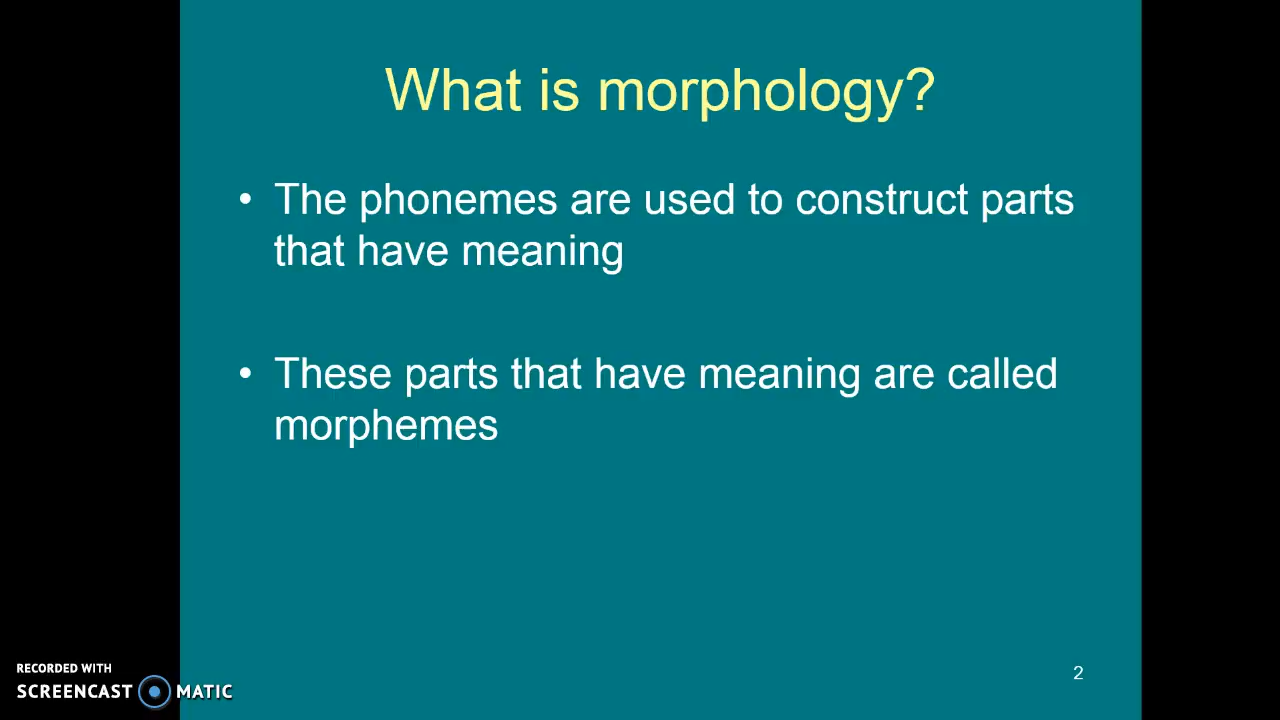 What is morphology?
• The phonemes are used to construct parts
that have meaning
• These parts that have meaning are called
morphemes
2
RECORDED WITH
SCREENCAST MATIC